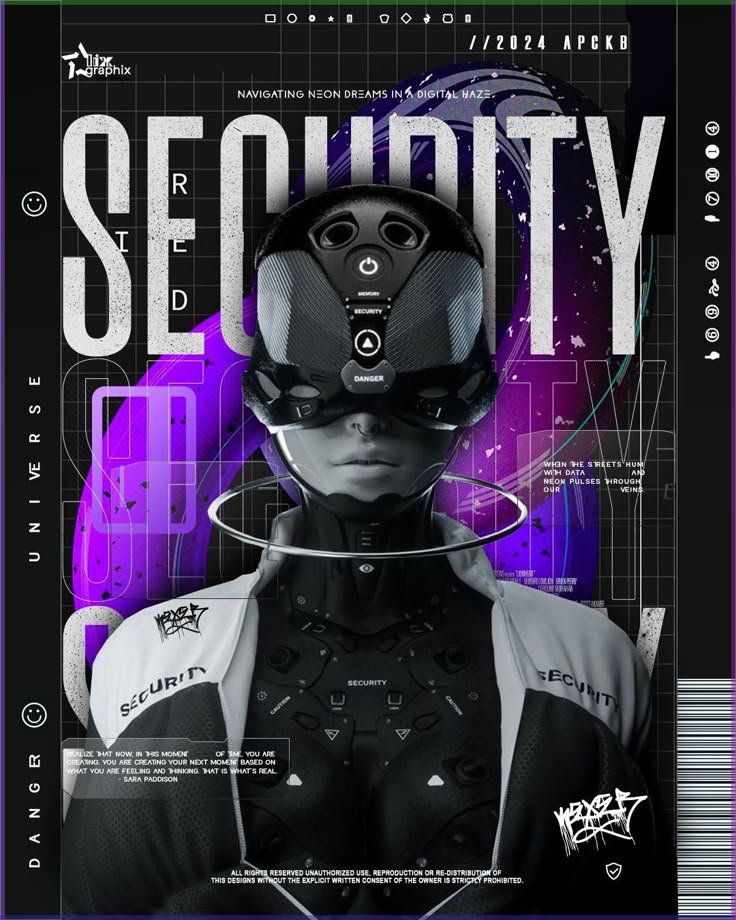 //2024 APCKB
lix
graphix
NAVIGATING NEON DREAMS IN A DIGITAL HAZE.
SECURITY
I
RED
MEMORY
SECURITY
DANGER
SECURITY
WHEN THE STREETS HUM
WITH DATA AND
NEON PULSES THROUGH
OUR VEINS.
UNIVERSE
DANGER
SECURITY
SECURITY
SECURITY
CAUTION
CAUTION
REALIZE THAT NOW, IN THIS MOMENT OF TIME, YOU ARE
CREATING. YOU ARE CREATING YOUR NEXT MOMENT BASED ON
WHAT YOU ARE FEELING AND THINKING. THAT IS WHAT'S REAL.
- SARA PADDISON
ALL RIGHTS RESERVED UNAUTHORIZED USE, REPRODUCTION OR RE-DISTRIBUTION OF
THIS DESIGNS WITHOUT THE EXPLICIT WRITTEN CONSENT OF THE OWNER IS STRICTLY PROHIBITED.